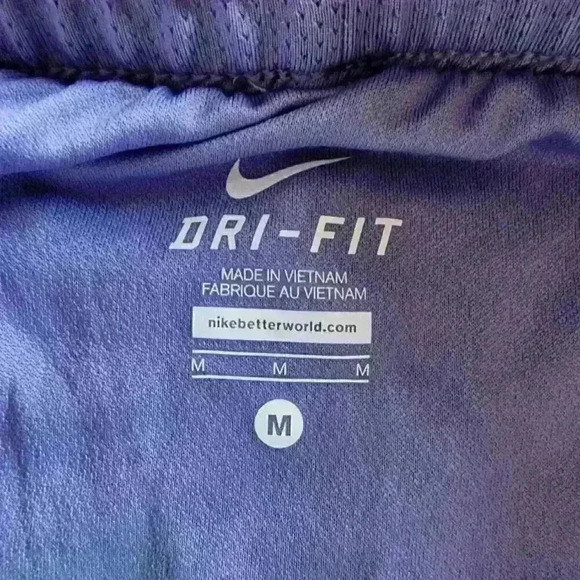 DRI-FIT
MADE IN VIETNAM
FABRIQUE AU VIETNAM
nikebetterworld.com
M M M
M